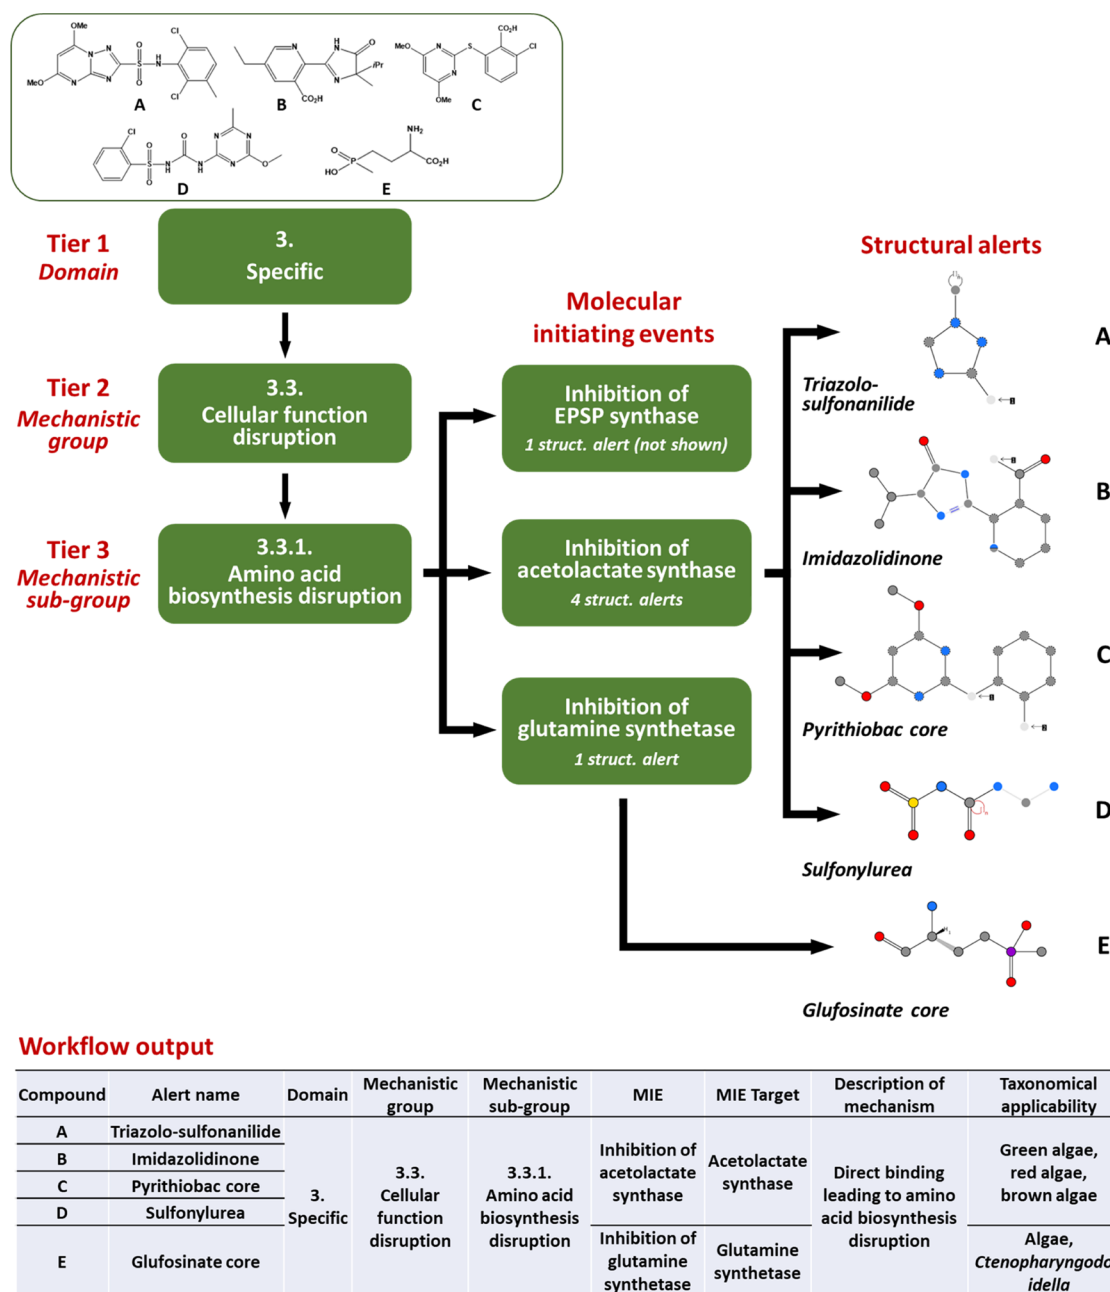 OMe
N
N
N
N
OMe
O
S
O
NH
Cl
Cl
A
N
H
N
O
iPr
N
CO₂H
B
CO₂H
OMe
N
S
Cl
N
OMe
C
Cl
O
S
O
N
H
O
N
H
N
N
N
O
D
NH₂
O
P
HO
CO₂H
E
Tier 1
Domain
3.
Specific
Structural alerts
Molecular
initiating events
A
Triazolo-
sulfonanilide
Tier 2
Mechanistic
group
3.3.
Cellular function
disruption
Inhibition of
EPSP synthase
1 struct. alert (not shown)
B
Imidazolidinone
Tier 3
Mechanistic
sub-group
3.3.1.
Amino acid
biosynthesis disruption
Inhibition of
acetolactate synthase
4 struct. alerts
C
Pyrithiobac core
Inhibition of
glutamine synthetase
1 struct. alert
D
Sulfonylurea
E
Glufosinate core
Workflow output
Compound Alert name Domain Mechanistic group Mechanistic sub-group MIE MIE Target Description of mechanism Taxonomical applicability
A Triazolo-sulfonanilide
B Imidazolidinone
C Pyrithiobac core
D Sulfonylurea
E Glufosinate core
3.
Specific
3.3.
Cellular
function
disruption
3.3.1.
Amino acid
biosynthesis
disruption
Inhibition of
acetolactate
synthase
Inhibition of
glutamine
synthetase
Acetolactate
synthase
Glutamine
synthetase
Direct binding
leading to amino
acid biosynthesis
disruption
Green algae,
red algae,
brown algae
Algae,
Ctenopharyngodo
idella